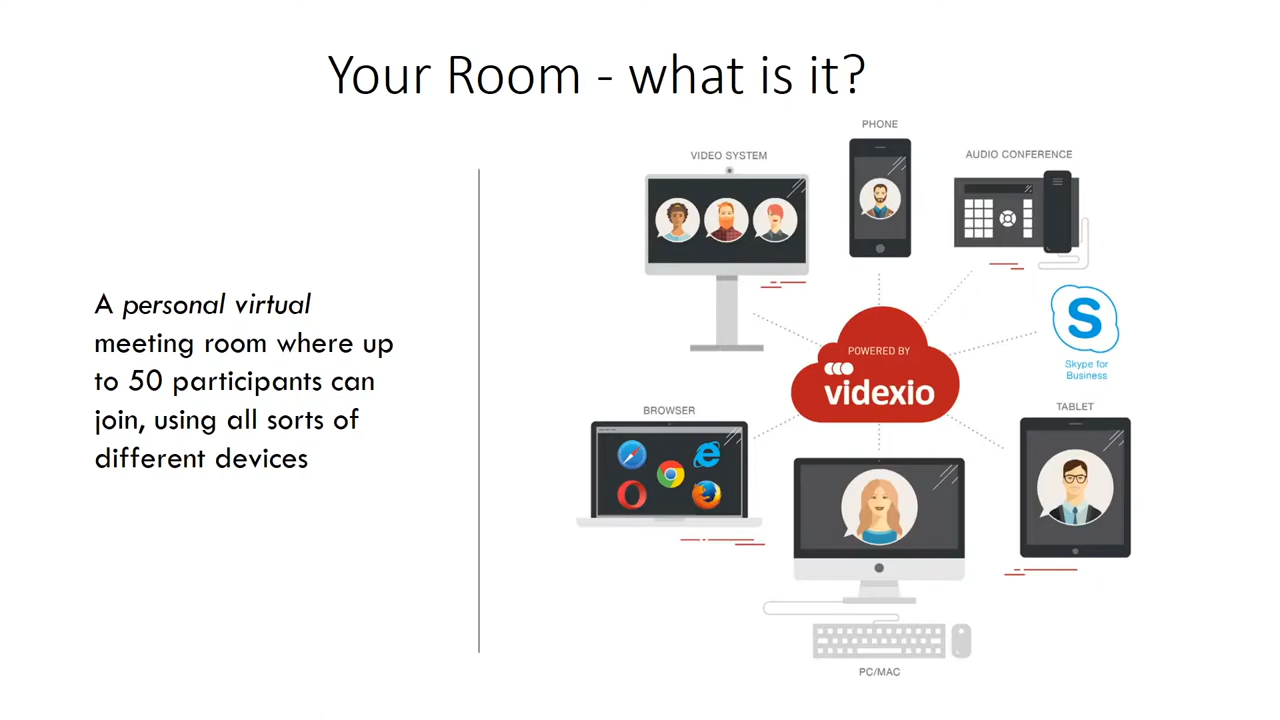 Your Room - what is it?
A personal virtual
meeting room where up
to 50 participants can
join, using all sorts of
different devices
PHONE
VIDEO SYSTEM
AUDIO CONFERENCE
S
Skype for
Business
POWERED BY
videxio
BROWSER
TABLET
PC/MAC